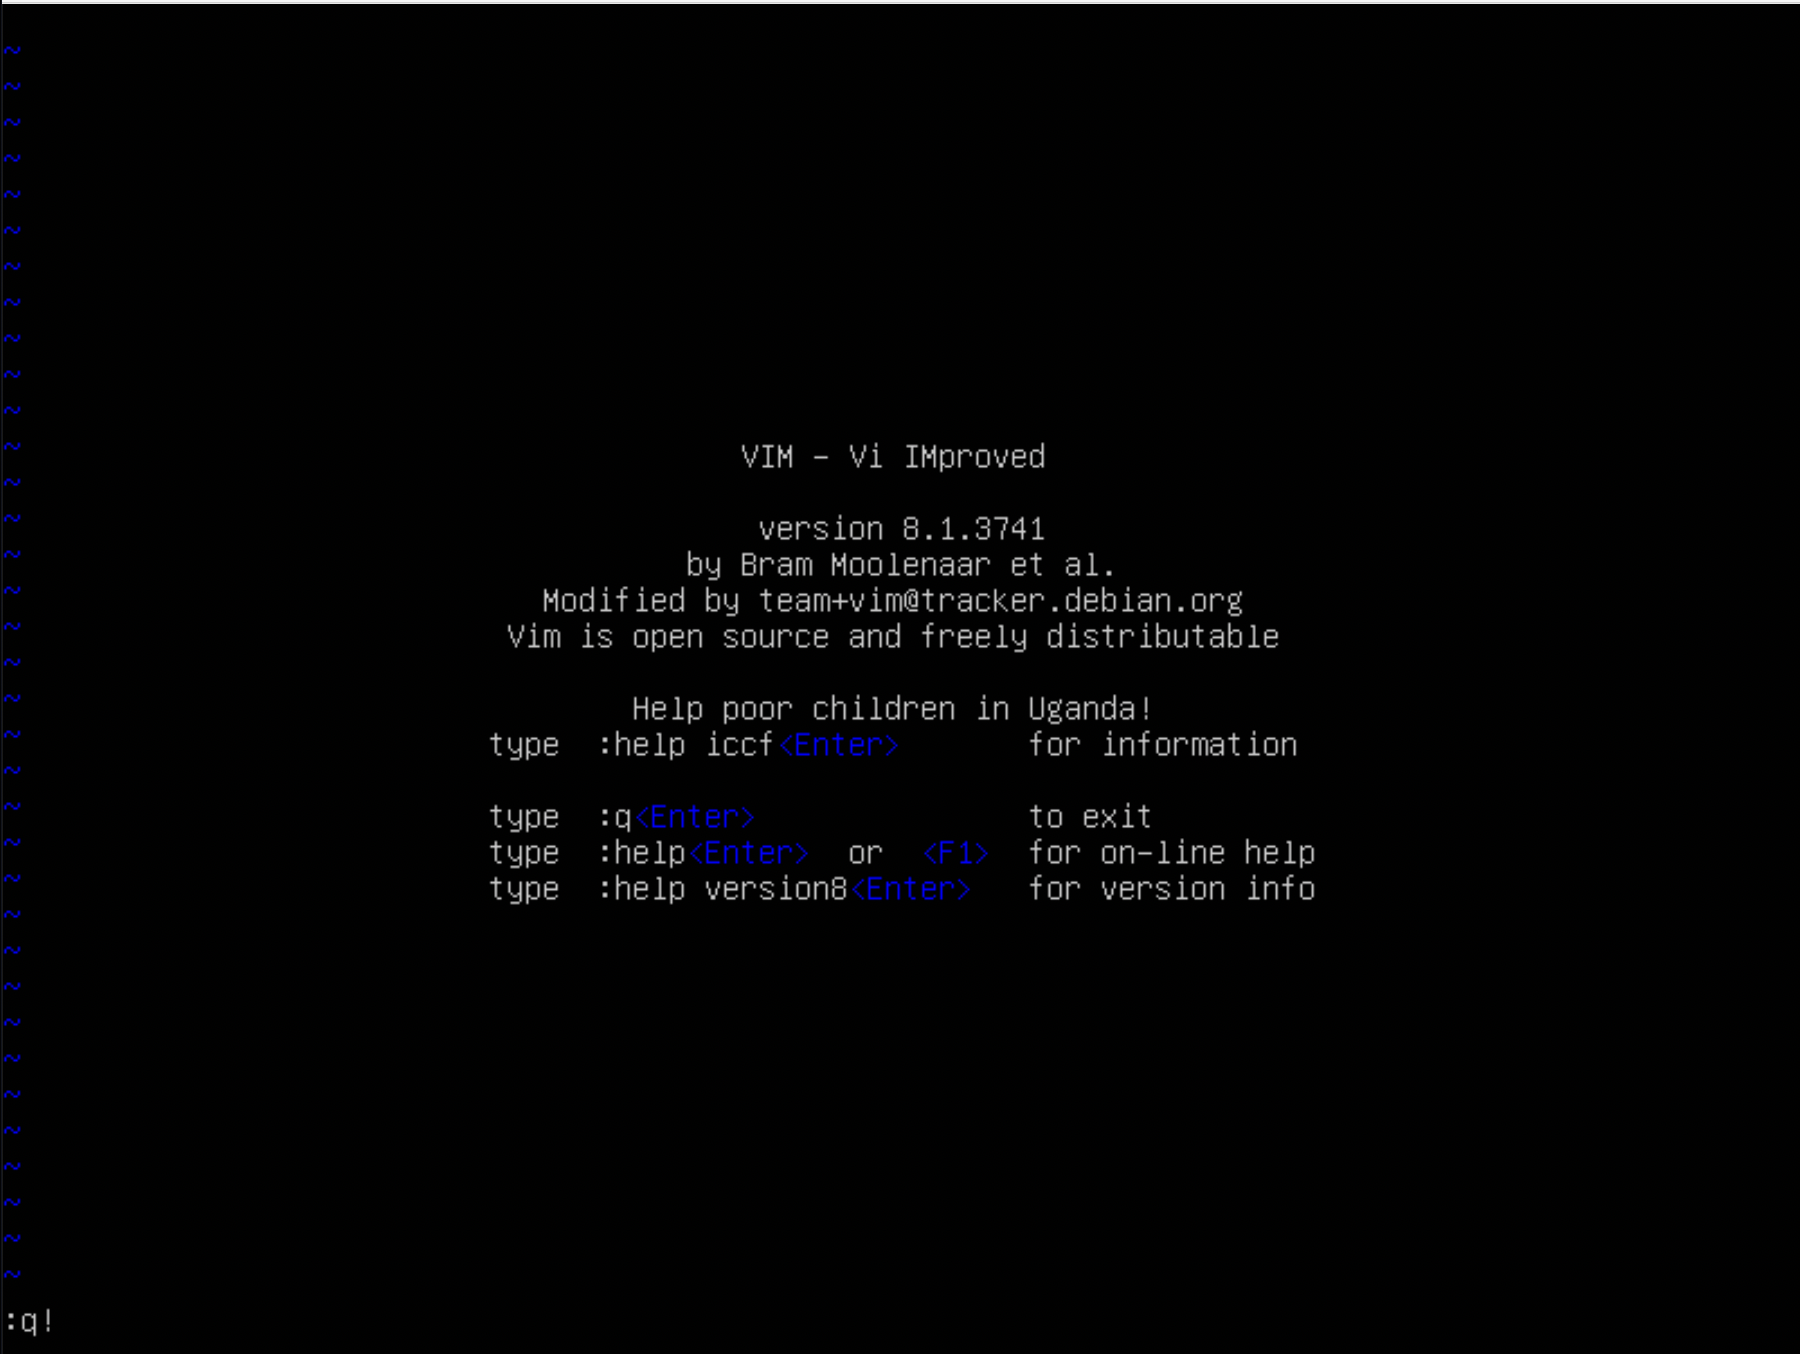 ~
~
~
~
~
~
~
~
~
~
~
~ VIM - Vi IMproved
~
~ version 8.1.3741
~ by Bram Moolenaar et al.
~ Modified by team+vim@tracker.debian.org
~ Vim is open source and freely distributable
~
~ Help poor children in Uganda!
~ type :help iccf<Enter> for information
~
~ type :q<Enter> to exit
~ type :help<Enter> or <F1> for on-line help
~ type :help version8<Enter> for version info
~
~
~
~
~
~
~
~
~
~
~
:q!